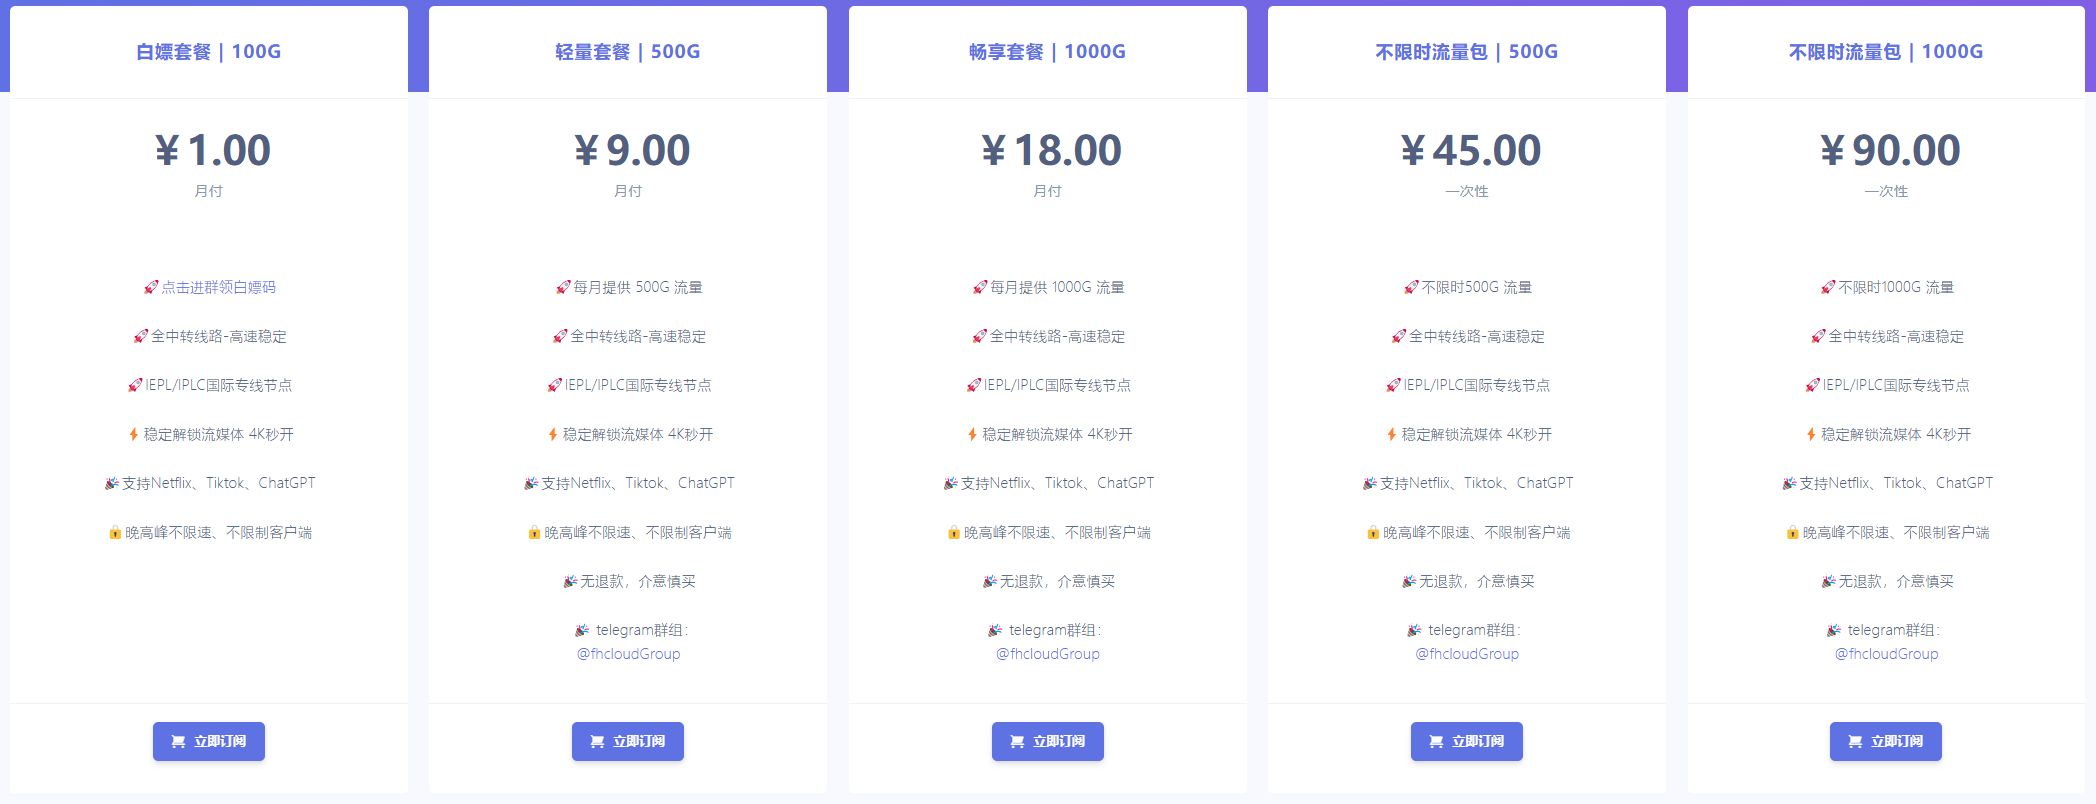 白嫖套餐 | 100G
¥ 1.00
月付
🚀点击进群领白嫖码
🚀全中转线路-高速稳定
🚀IEPL/IPLC国际专线节点
⚡稳定解锁流媒体 4K秒开
🎉支持Netflix、Tiktok、ChatGPT
🔒晚高峰不限速、不限制客户端
立即订阅
轻量套餐 | 500G
¥ 9.00
月付
🚀每月提供 500G 流量
🚀全中转线路-高速稳定
🚀IEPL/IPLC国际专线节点
⚡稳定解锁流媒体 4K秒开
🎉支持Netflix、Tiktok、ChatGPT
🔒晚高峰不限速、不限制客户端
🎉无退款，介意慎买
🎉 telegram群组：
@fhcloudGroup
立即订阅
畅享套餐 | 1000G
¥ 18.00
月付
🚀每月提供 1000G 流量
🚀全中转线路-高速稳定
🚀IEPL/IPLC国际专线节点
⚡稳定解锁流媒体 4K秒开
🎉支持Netflix、Tiktok、ChatGPT
🔒晚高峰不限速、不限制客户端
🎉无退款，介意慎买
🎉 telegram群组：
@fhcloudGroup
立即订阅
不限时流量包 | 500G
¥ 45.00
一次性
🚀不限时500G 流量
🚀全中转线路-高速稳定
🚀IEPL/IPLC国际专线节点
⚡稳定解锁流媒体 4K秒开
🎉支持Netflix、Tiktok、ChatGPT
🔒晚高峰不限速、不限制客户端
🎉无退款，介意慎买
🎉 telegram群组：
@fhcloudGroup
立即订阅
不限时流量包 | 1000G
¥ 90.00
一次性
🚀不限时1000G 流量
🚀全中转线路-高速稳定
🚀IEPL/IPLC国际专线节点
⚡稳定解锁流媒体 4K秒开
🎉支持Netflix、Tiktok、ChatGPT
🔒晚高峰不限速、不限制客户端
🎉无退款，介意慎买
🎉 telegram群组：
@fhcloudGroup
立即订阅